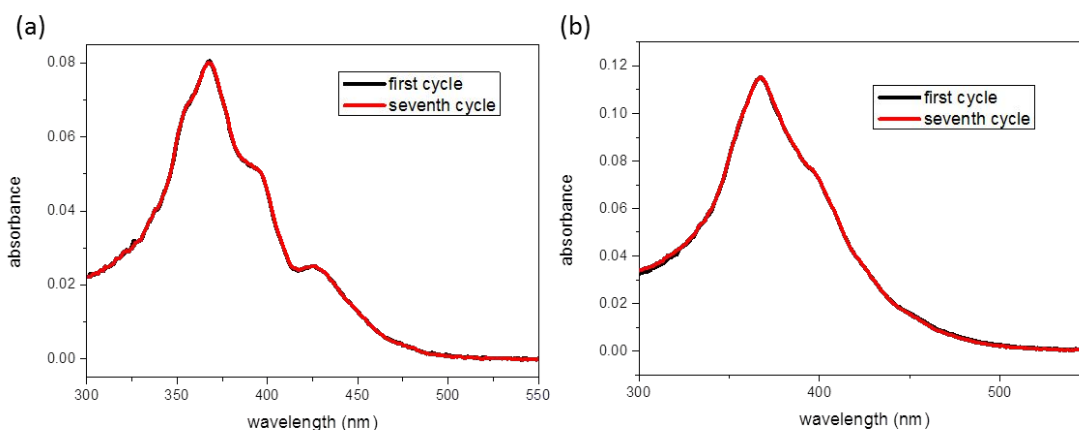 (a)
0.08
0.06
0.04
0.02
0.00
absorbance
first cycle
seventh cycle
300 350 400 450 500 550
wavelength (nm)
(b)
0.12
0.10
0.08
0.06
0.04
0.02
0.00
absorbance
first cycle
seventh cycle
300 400 500
wavelength (nm)